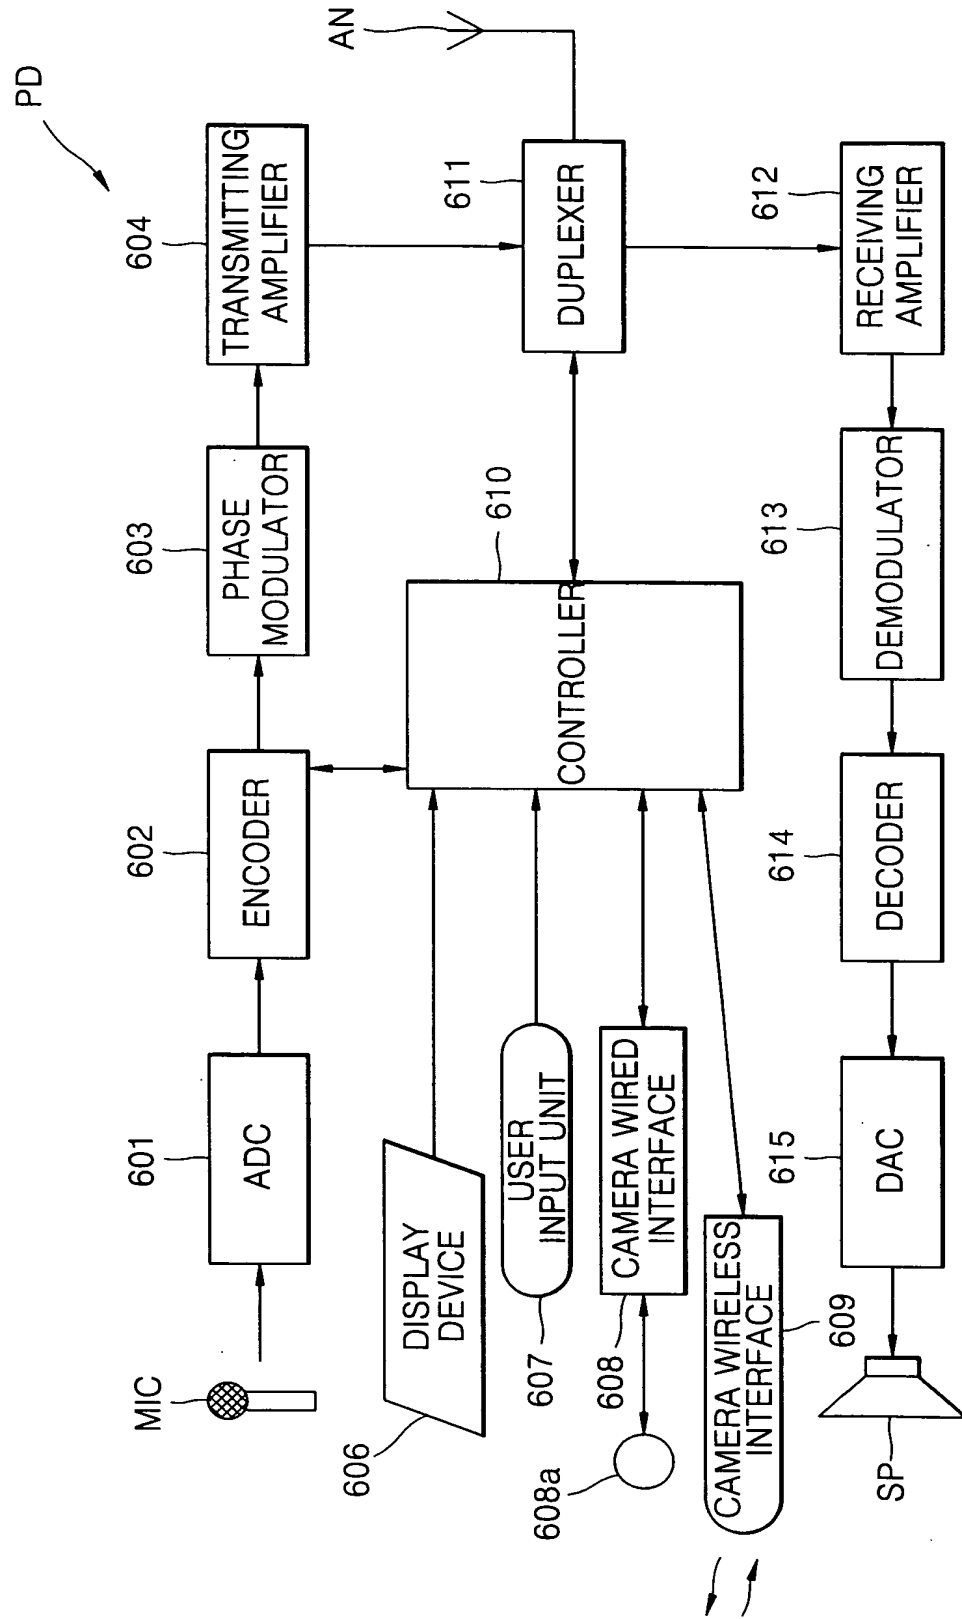 PD
MIC
601
ADC
602
ENCODER
603
PHASE
MODULATOR
604
TRANSMITTING
AMPLIFIER
AN
606
DISPLAY
DEVICE
607
USER
INPUT UNIT
608a
608
CAMERA WIRED
INTERFACE
CAMERA WIRELESS
INTERFACE
609
CONTROLLER
610
DUPLEXER
611
SP
615
DAC
614
DECODER
613
DEMODULATOR
612
RECEIVING
AMPLIFIER